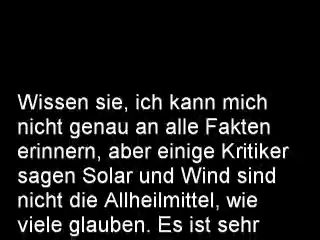 Wissen sie, ich kann mich
nicht genau an alle Fakten
erinnern, aber einige Kritiker
sagen Solar und Wind sind
nicht die Allheilmittel, wie
viele glauben. Es ist sehr